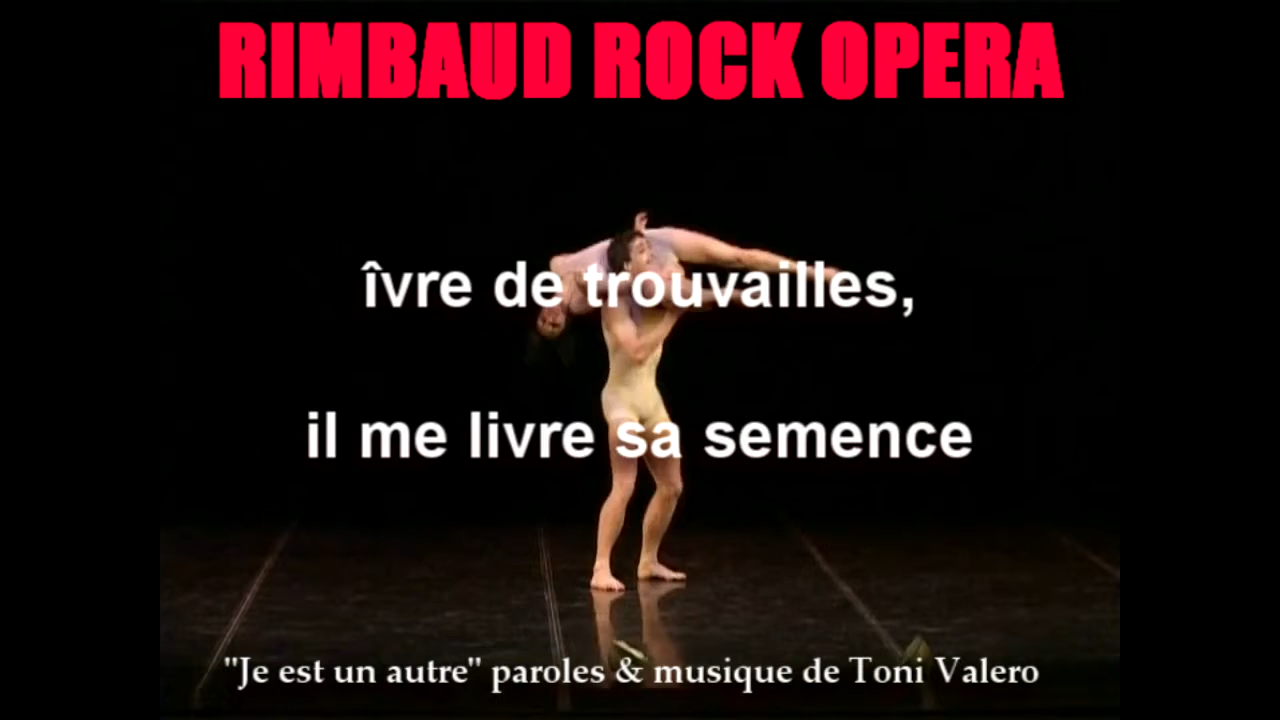 RIMBAUD ROCK OPERA
îvre de trouvailles,
il me livre sa semence
"Je est un autre" paroles & musique de Toni Valero